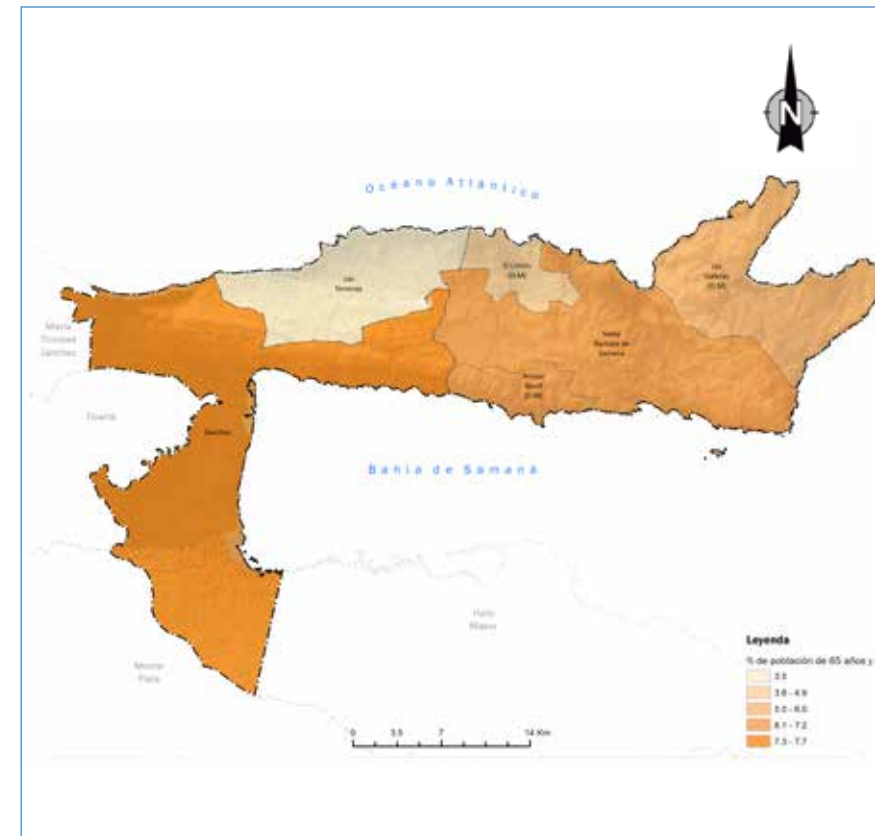 N
Océano Atlántico
Las
Terrenas
El Limón
(D.M)
Las
Galeras
(D.M)
Santa
Bárbara de
Samaná
Arroyo
Barril
(D.M)
María
Trinidad
Sánchez
Duarte
Sánchez
Bahía de Samaná
Hato
Mayor
Monte
Plata
Leyenda
% de población de 65 años y
3.5
3.6 - 4.9
5.0 - 6.0
6.1 - 7.2
7.3 - 7.7
0 3.5 7 14 Km